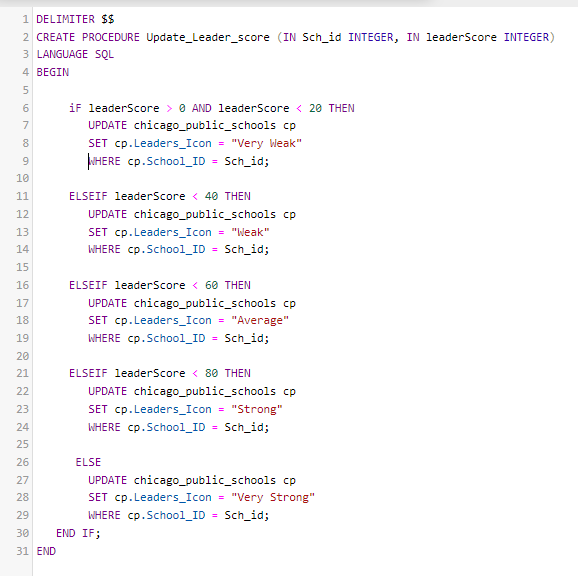 1 DELIMITER $$
2 CREATE PROCEDURE Update_Leader_score (IN Sch_id INTEGER, IN leaderScore INTEGER)
3 LANGUAGE SQL
4 BEGIN
5
6 iF leaderScore > 0 AND leaderScore < 20 THEN
7 UPDATE chicago_public_schools cp
8 SET cp.Leaders_Icon = "Very Weak"
9 WHERE cp.School_ID = Sch_id;
10
11 ELSEIF leaderScore < 40 THEN
12 UPDATE chicago_public_schools cp
13 SET cp.Leaders_Icon = "Weak"
14 WHERE cp.School_ID = Sch_id;
15
16 ELSEIF leaderScore < 60 THEN
17 UPDATE chicago_public_schools cp
18 SET cp.Leaders_Icon = "Average"
19 WHERE cp.School_ID = Sch_id;
20
21 ELSEIF leaderScore < 80 THEN
22 UPDATE chicago_public_schools cp
23 SET cp.Leaders_Icon = "Strong"
24 WHERE cp.School_ID = Sch_id;
25
26 ELSE
27 UPDATE chicago_public_schools cp
28 SET cp.Leaders_Icon = "Very Strong"
29 WHERE cp.School_ID = Sch_id;
30 END IF;
31 END